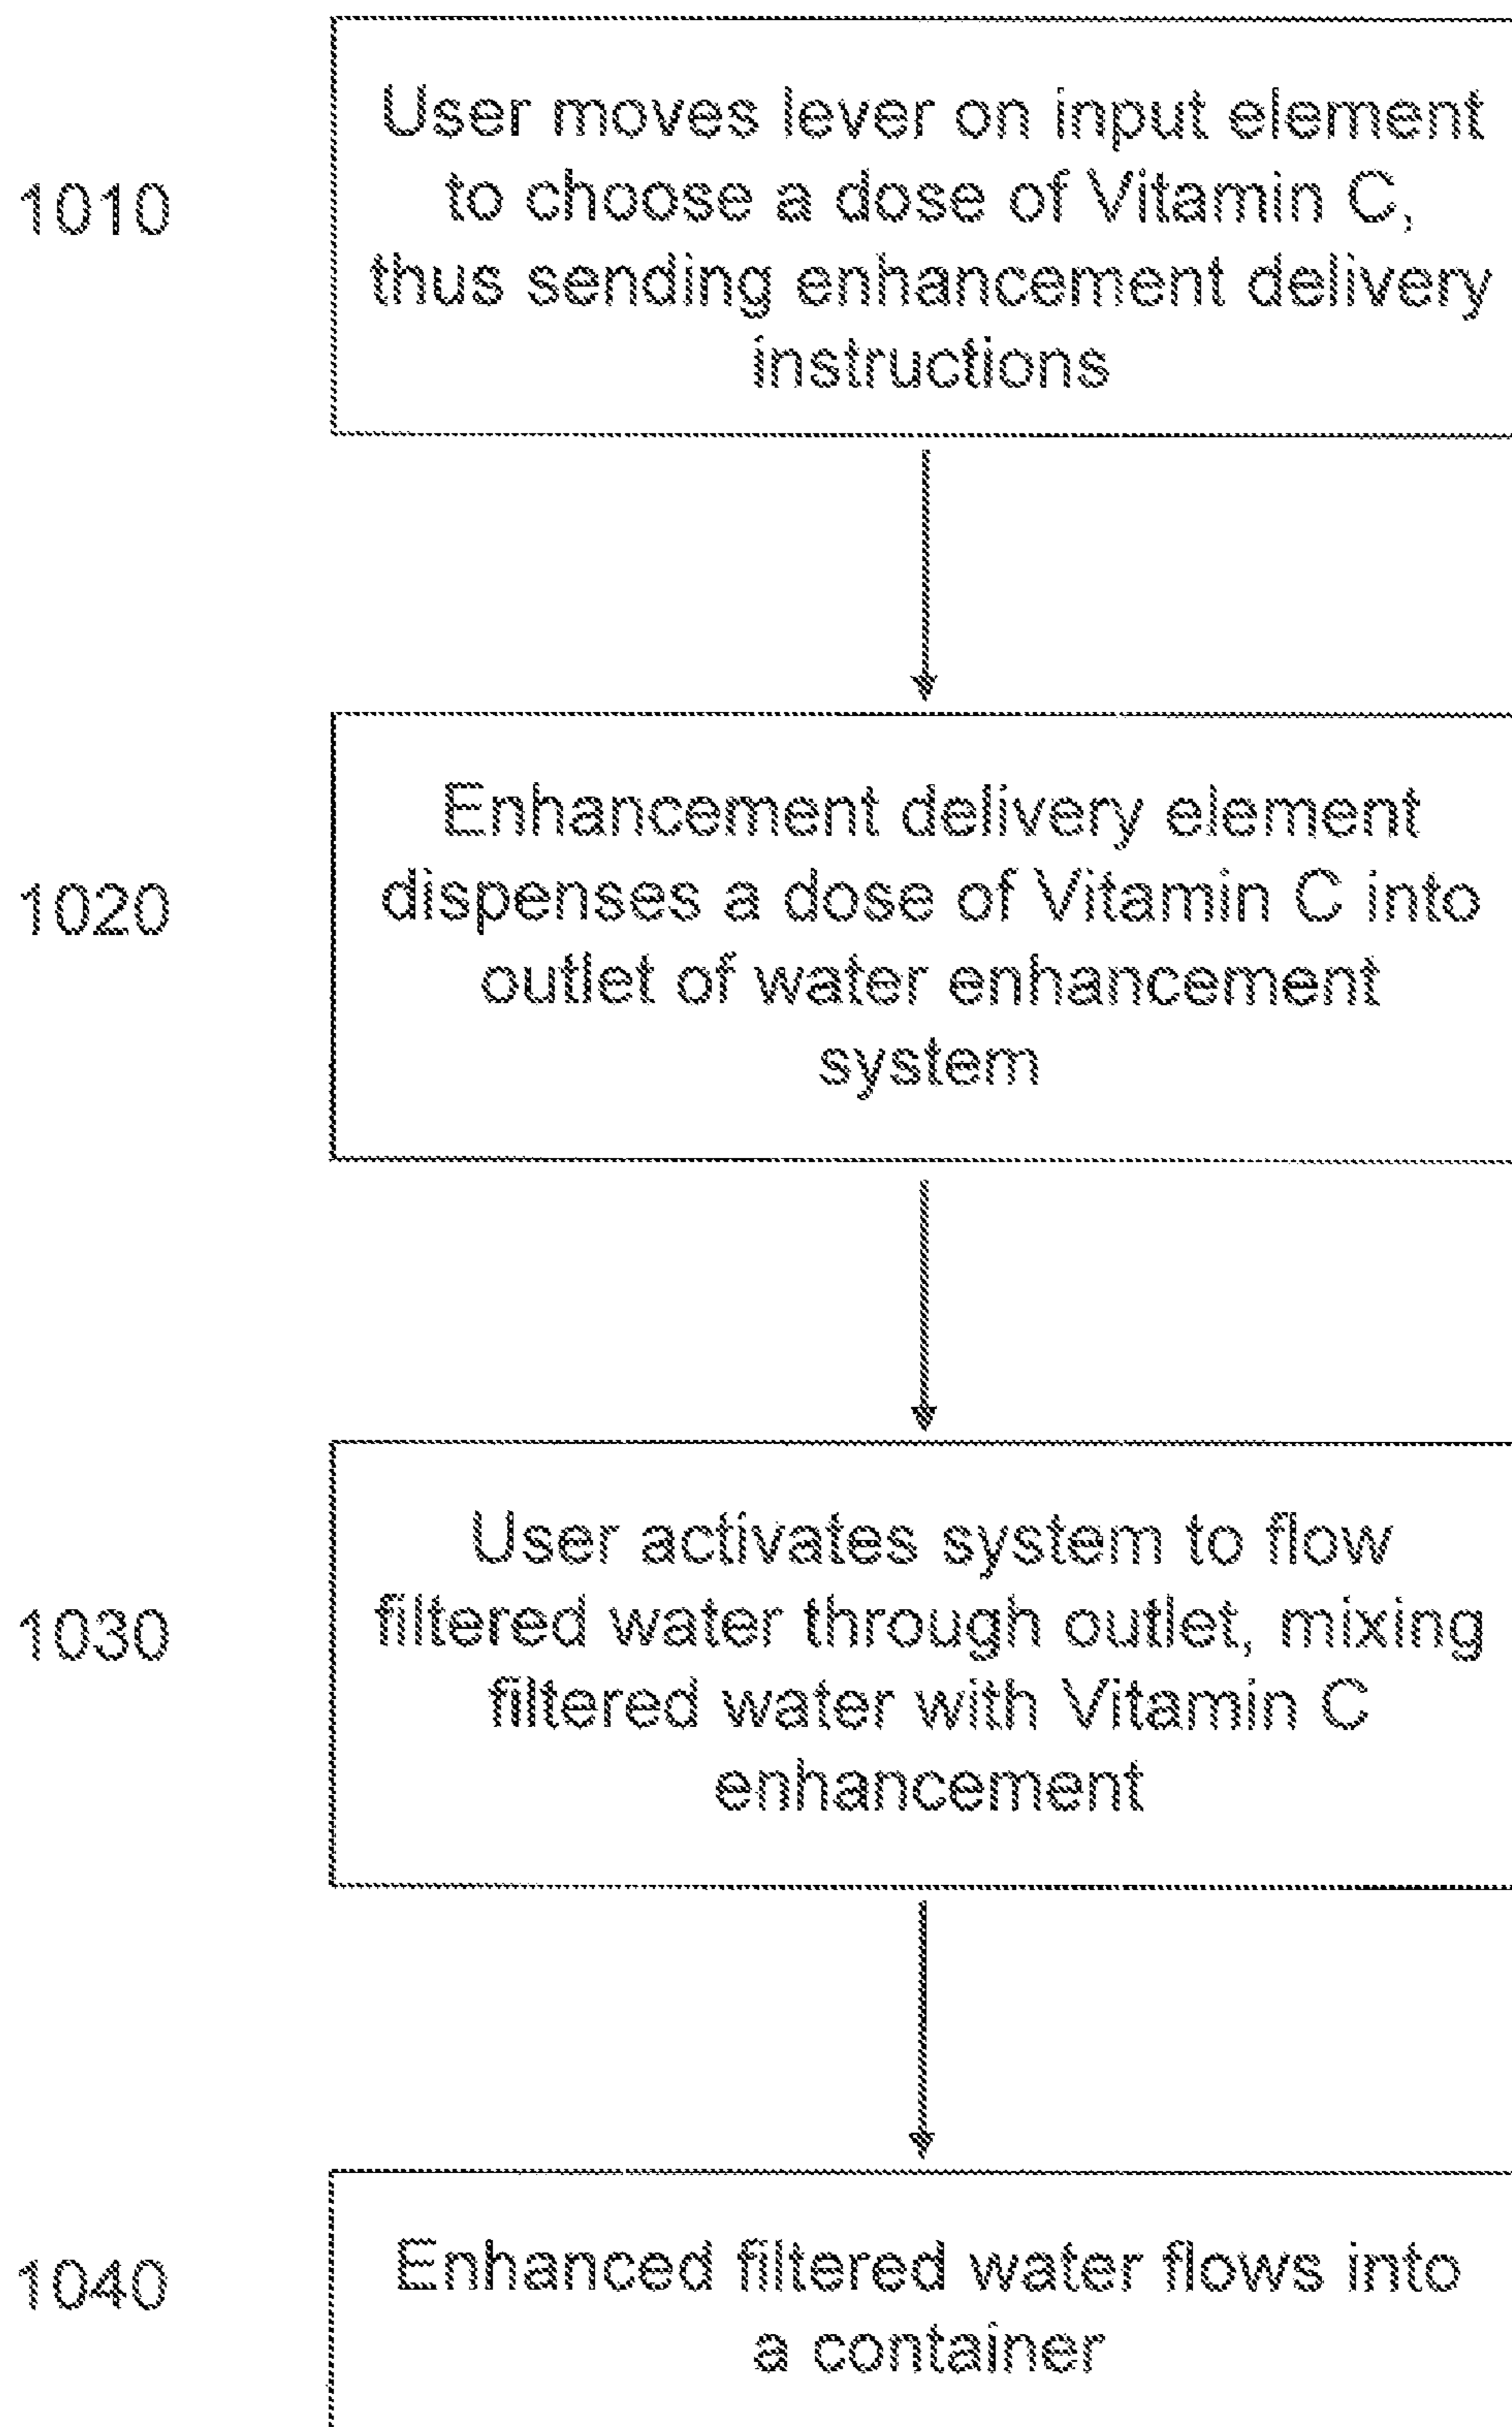 1010
User moves lever on input element
to choose a dose of Vitamin C,
thus sending enhancement delivery
instructions
1020
Enhancement delivery element
dispenses a dose of Vitamin C into
outlet of water enhancement
system
1030
User activates system to flow
filtered water through outlet, mixing
filtered water with Vitamin C
enhancement
1040
Enhanced filtered water flows into
a container